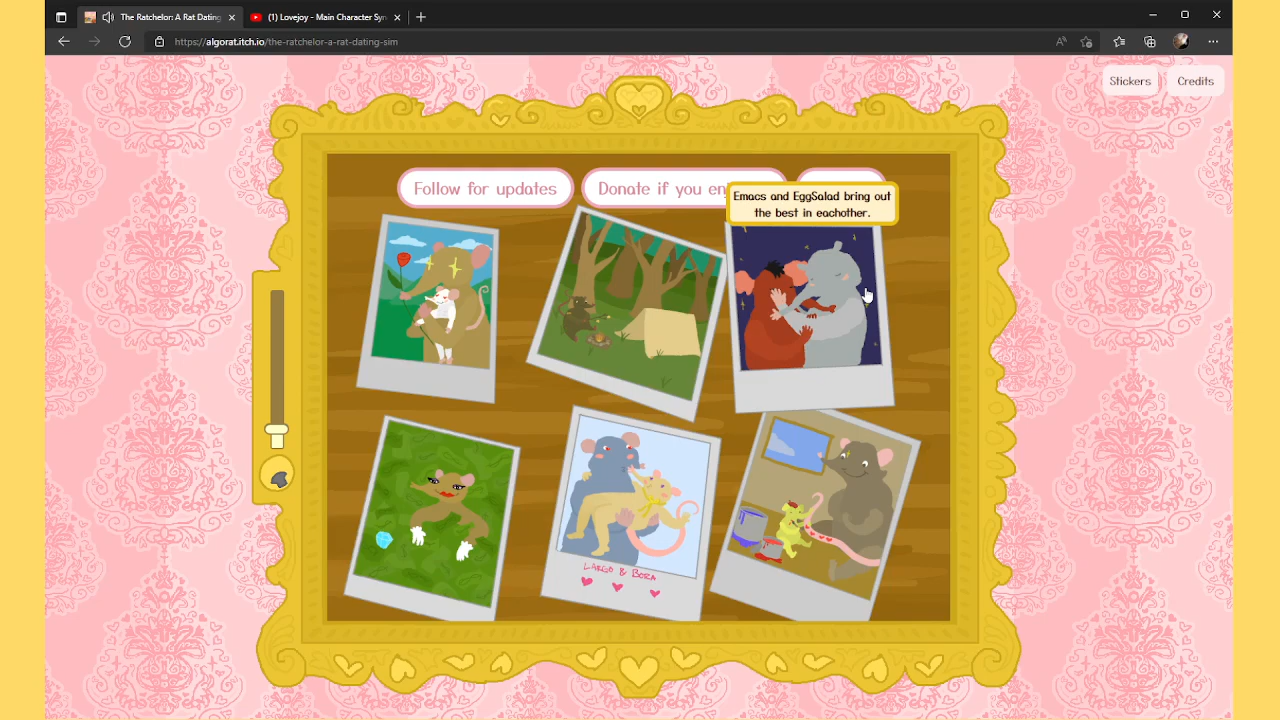 The Ratchelor: A Rat Dating
(1) Lovejoy - Main Character Syn
https://algorat.itch.io/the-ratchelor-a-rat-dating-sim
Stickers
Credits
Follow for updates
Donate if you en
Emacs and EggSalad bring out
the best in eachother.
LARGO & BORA